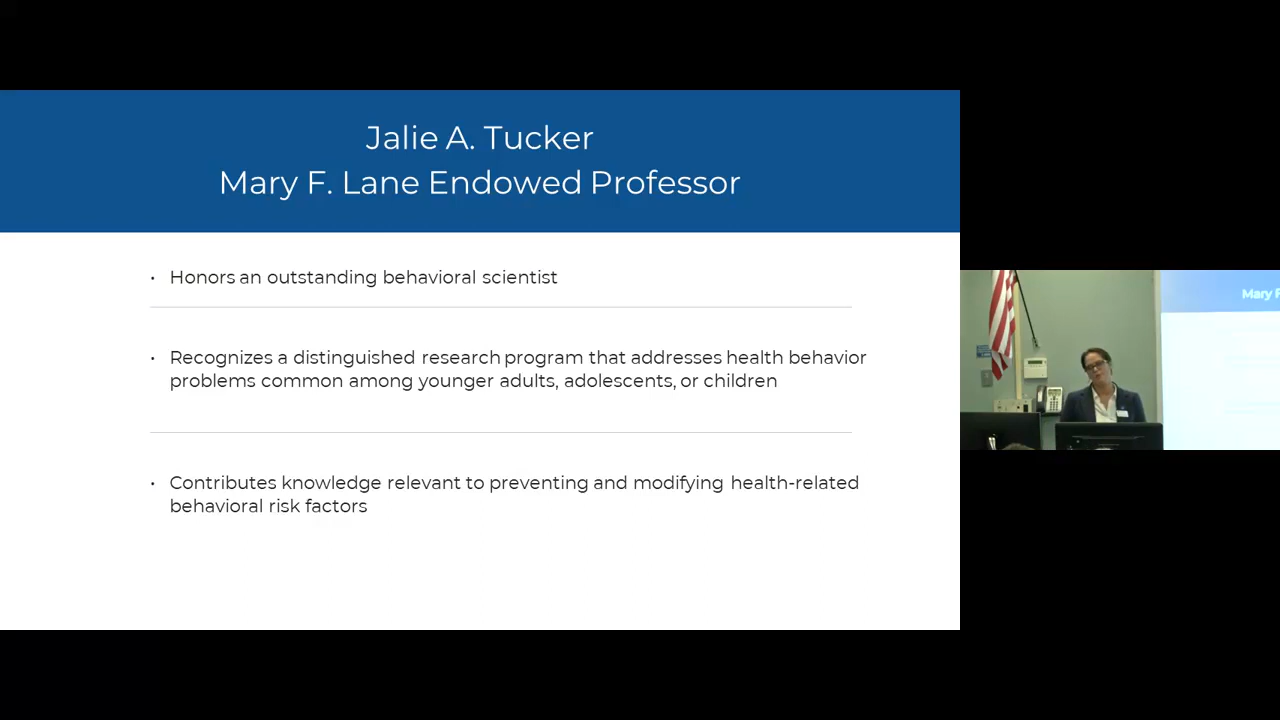 Jalie A. Tucker
Mary F. Lane Endowed Professor
• Honors an outstanding behavioral scientist
• Recognizes a distinguished research program that addresses health behavior
problems common among younger adults, adolescents, or children
• Contributes knowledge relevant to preventing and modifying health-related
behavioral risk factors
Mary F